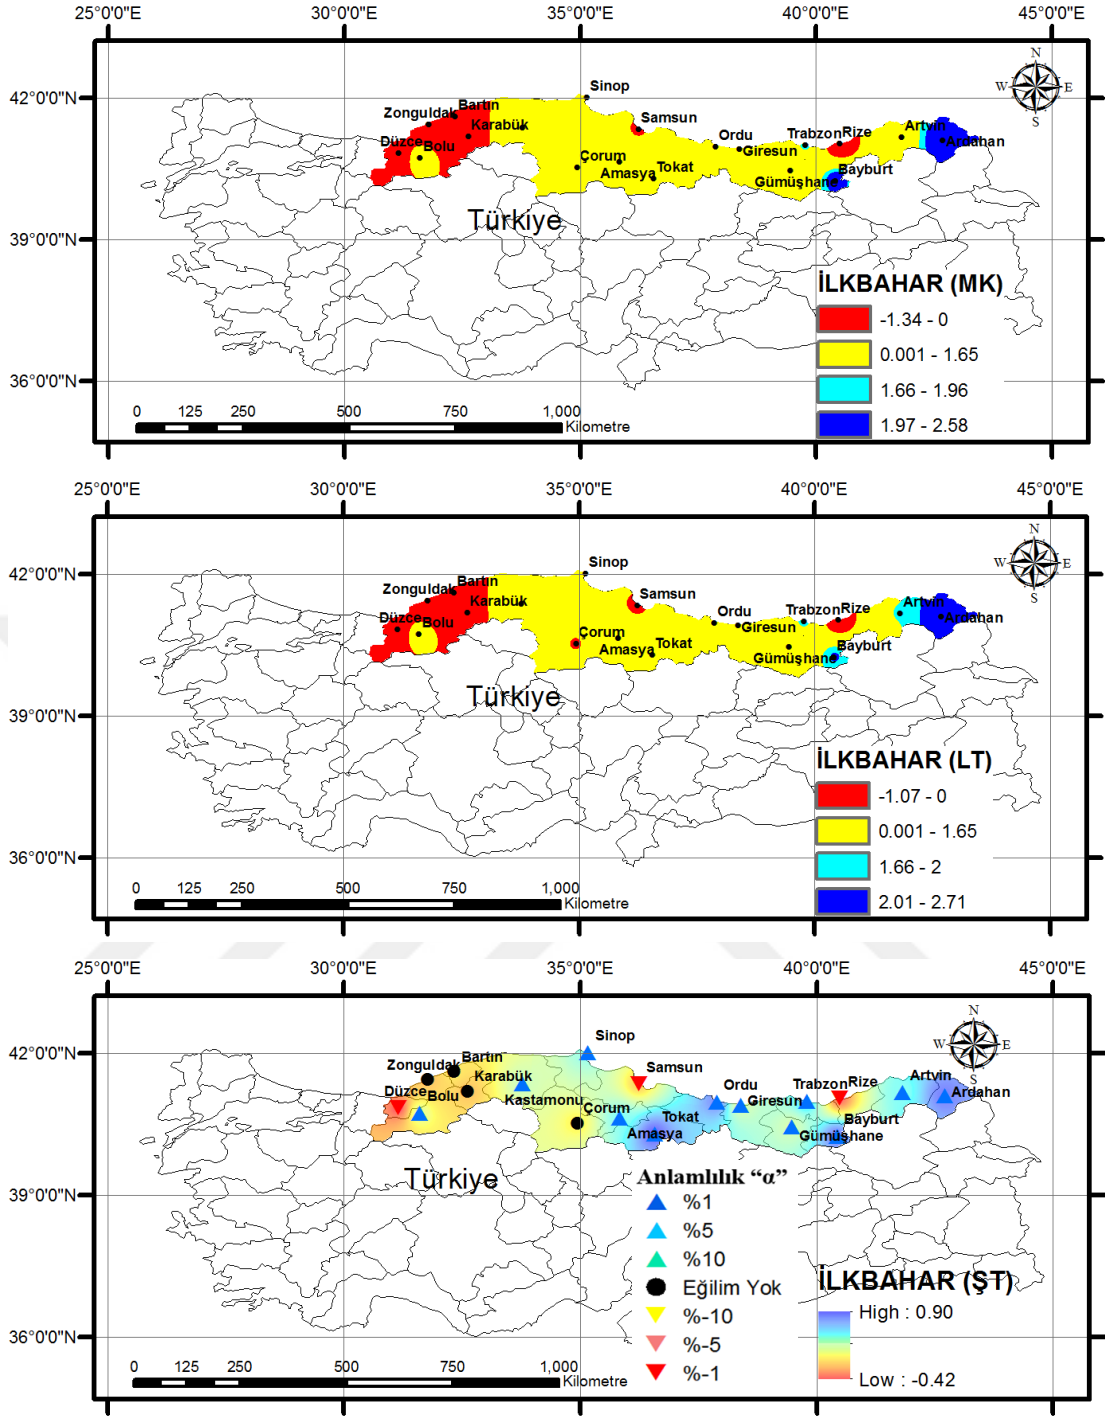 25°0'0"E 30°0'0"E 35°0'0"E 40°0'0"E 45°0'0"E
N
W E
S
42°0'0"N
39°0'0"N
36°0'0"N
Sinop
Bartın
Zonguldak
Karabük
Düzce
Bolu
Samsun
Ordu
Giresun
Trabzon
Rize
Artvin
Ardahan
Çorum
Amasya
Tokat
Gümüşhane
Bayburt
Türkiye
İLKBAHAR (MK)
-1.34 - 0
0.001 - 1.65
1.66 - 1.96
1.97 - 2.58
0 125 250 500 750 1,000
Kilometre
25°0'0"E 30°0'0"E 35°0'0"E 40°0'0"E 45°0'0"E
N
W E
S
42°0'0"N
39°0'0"N
36°0'0"N
Sinop
Bartın
Zonguldak
Karabük
Düzce
Bolu
Samsun
Ordu
Giresun
Trabzon
Rize
Artvin
Ardahan
Çorum
Amasya
Tokat
Gümüşhane
Bayburt
Türkiye
İLKBAHAR (LT)
-1.07 - 0
0.001 - 1.65
1.66 - 2
2.01 - 2.71
0 125 250 500 750 1,000
Kilometre
25°0'0"E 30°0'0"E 35°0'0"E 40°0'0"E 45°0'0"E
N
W E
S
42°0'0"N
39°0'0"N
36°0'0"N
Sinop
Bartın
Zonguldak
Karabük
Düzce
Bolu
Kastamonu
Samsun
Ordu
Giresun
Trabzon
Rize
Artvin
Ardahan
Çorum
Amasya
Tokat
Gümüşhane
Bayburt
Türkiye
Anlamlılık “α”
%1
%5
%10
Eğilim Yok
%-10
%-5
%-1
İLKBAHAR (ŞT)
High : 0.90
Low : -0.42
0 125 250 500 750 1,000
Kilometre